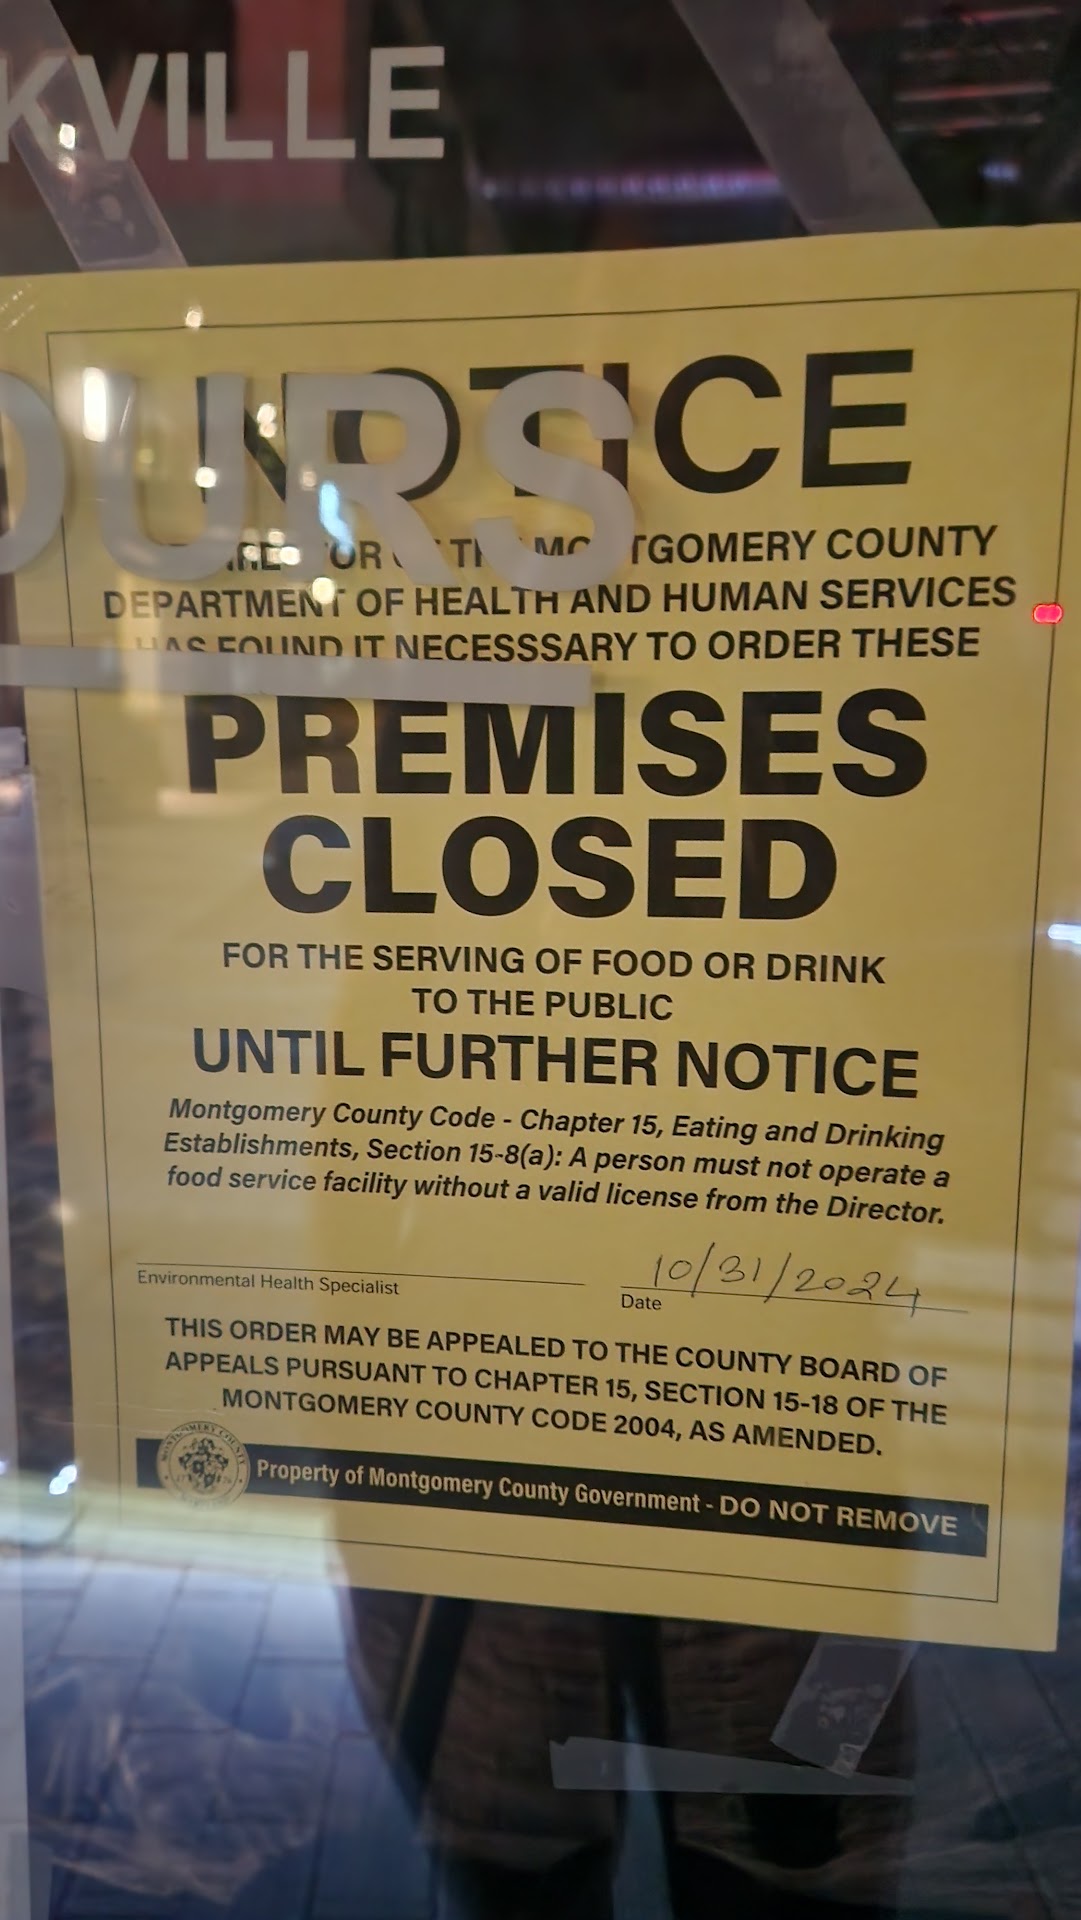 KVILLE
OURS
NOTICE
OF THE MONTGOMERY COUNTY
DEPARTMENT OF HEALTH AND HUMAN SERVICES
HAS FOUND IT NECESSSARY TO ORDER THESE
PREMISES
CLOSED
FOR THE SERVING OF FOOD OR DRINK
TO THE PUBLIC
UNTIL FURTHER NOTICE
Montgomery County Code - Chapter 15, Eating and Drinking
Establishments, Section 15-8(a): A person must not operate a
food service facility without a valid license from the Director.
10/31/2024
Environmental Health Specialist
Date
THIS ORDER MAY BE APPEALED TO THE COUNTY BOARD OF
APPEALS PURSUANT TO CHAPTER 15, SECTION 15-18 OF THE
MONTGOMERY COUNTY CODE 2004, AS AMENDED.
Property of Montgomery County Government - DO NOT REMOVE